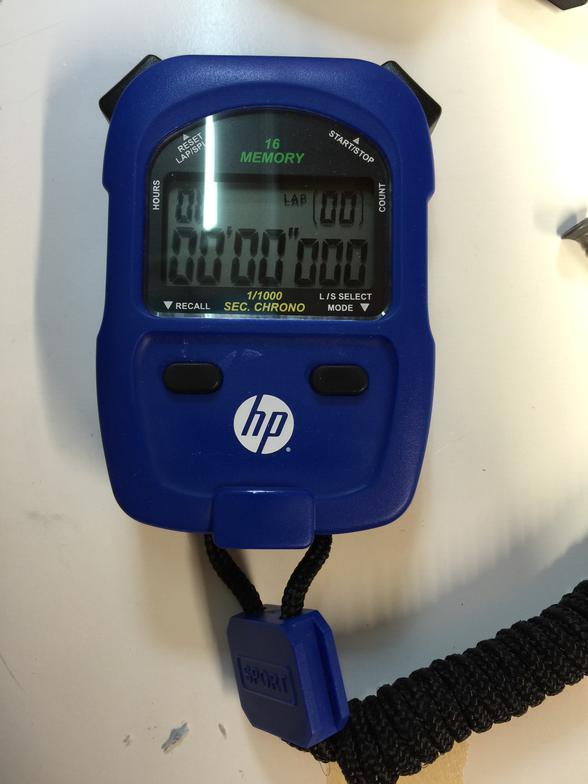 RESET
LAP/SPL
16
MEMORY
START/STOP
HOURS
COUNT
LAP
00
00'00"000
RECALL
1/1000
SEC. CHRONO
L/S SELECT
MODE
hp
SPORT